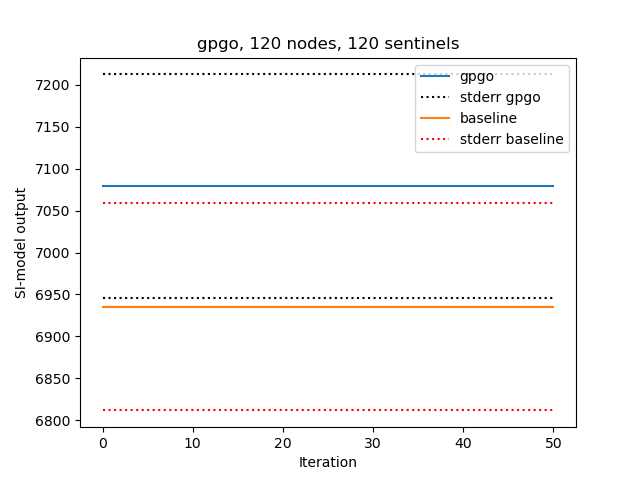 gpgo, 120 nodes, 120 sentinels
7200
7150
7100
7050
7000
6950
6900
6850
6800
SI-model output
gpgo
stderr gpgo
baseline
stderr baseline
0 10 20 30 40 50
Iteration